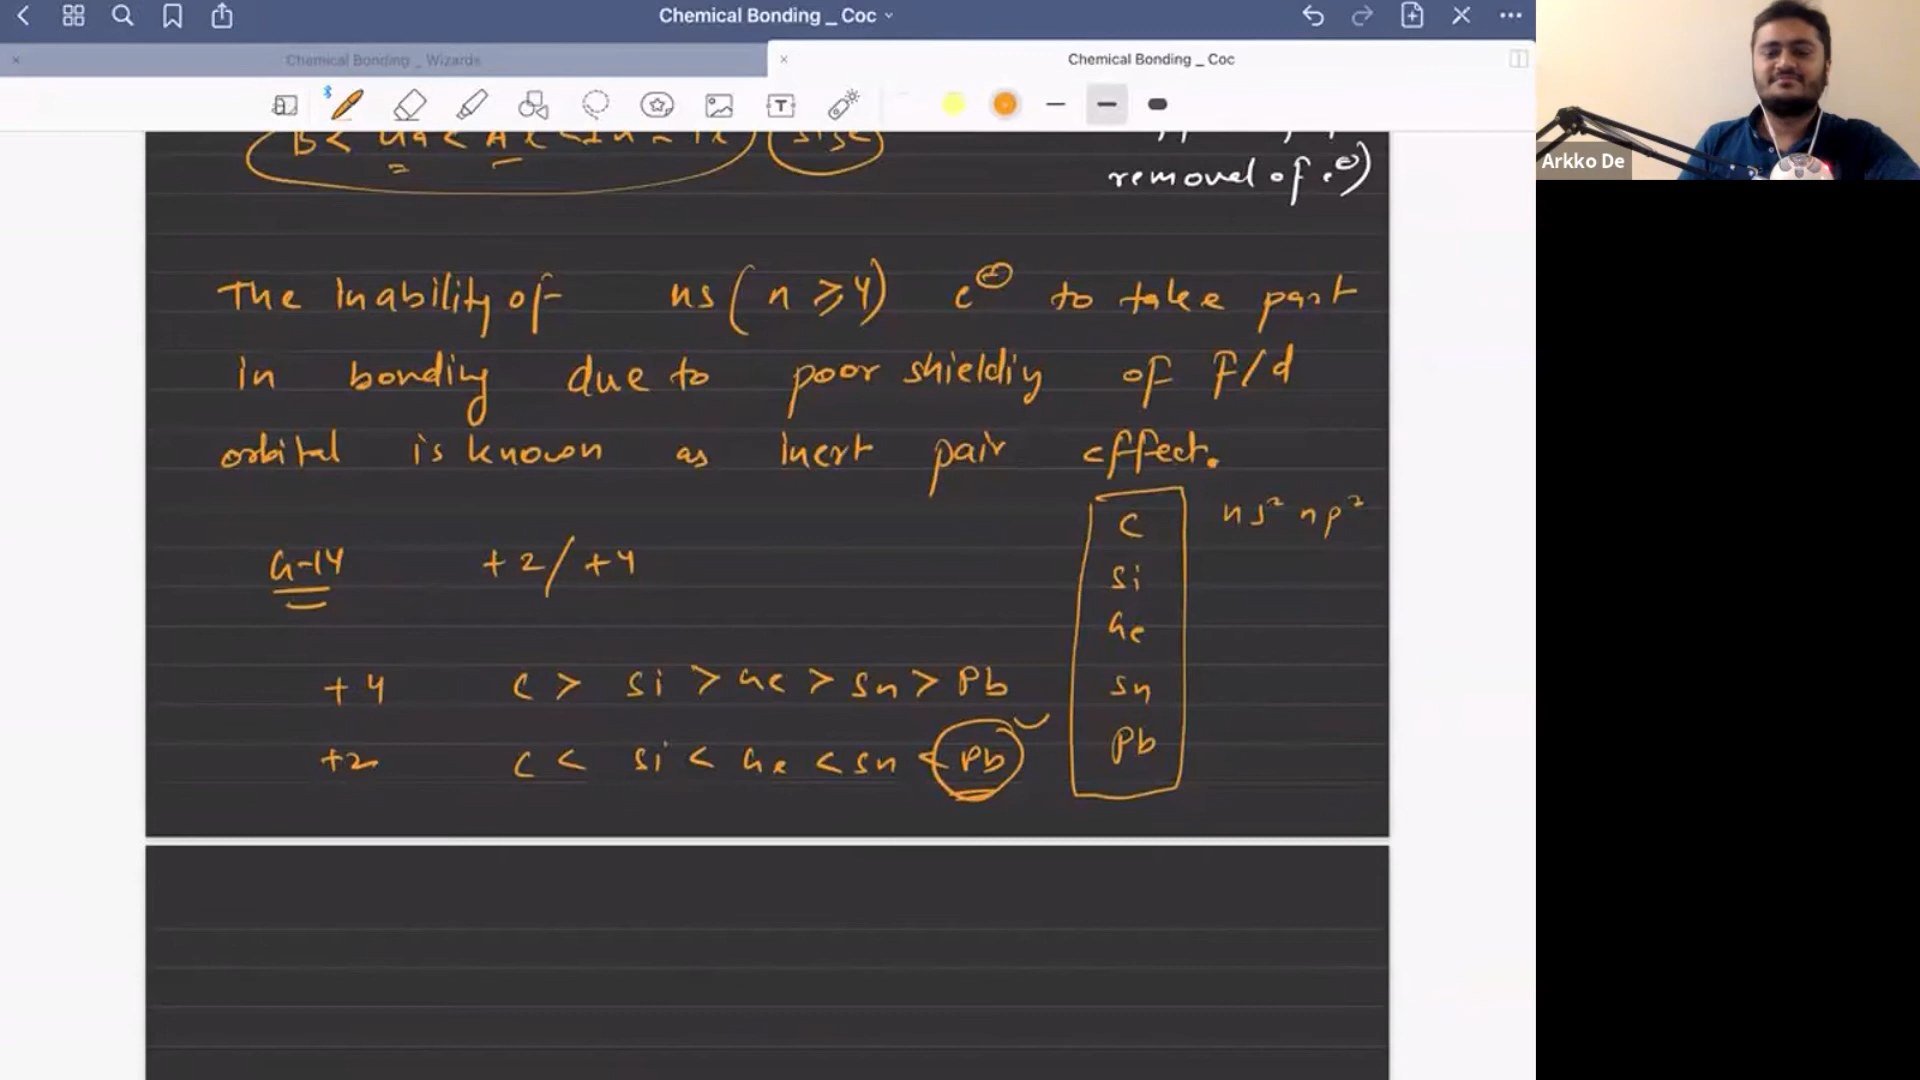 Chemical Bonding _ Coc
Chemical Bonding _ Wizards
Chemical Bonding _ Coc
Arkko De
removal of e⊖)
The Inability of ns (n ⩾ 4) e⊖ to take part
in bonding due to poor shielding of F/d
orbital is known as inert pair effect.
G-14 +2/+4
+4 C > Si > Ge > Sn > Pb
+2 C < Si < Ge < Sn < Pb
C ns² np²
Si
Ge
Sn
Pb